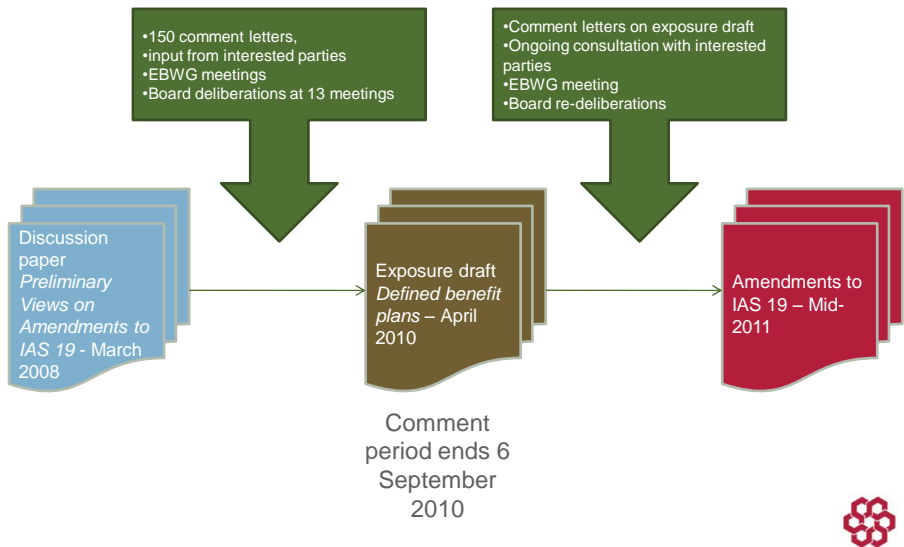 •150 comment letters,
•input from interested parties
•EBWG meetings
•Board deliberations at 13 meetings
•Comment letters on exposure draft
•Ongoing consultation with interested
parties
•EBWG meeting
•Board re-deliberations
Discussion
paper
Preliminary
Views on
Amendments to
IAS 19 - March
2008
Exposure draft
Defined benefit
plans – April
2010
Amendments to
IAS 19 – Mid-
2011
Comment
period ends 6
September
2010